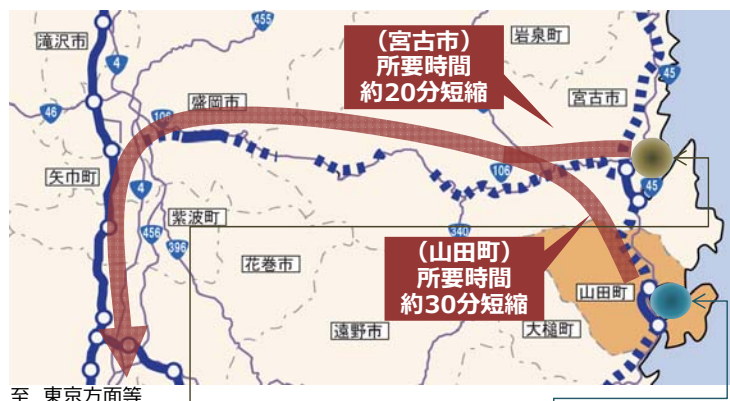 455
滝沢市
4
岩泉町
(宮古市)
所要時間
約20分短縮
45
宮古市
46
盛岡市
106
矢巾町
4
106
45
紫波町
456
396
340
(山田町)
所要時間
約30分短縮
花巻市
山田町
遠野市
大槌町
至 東京方面等